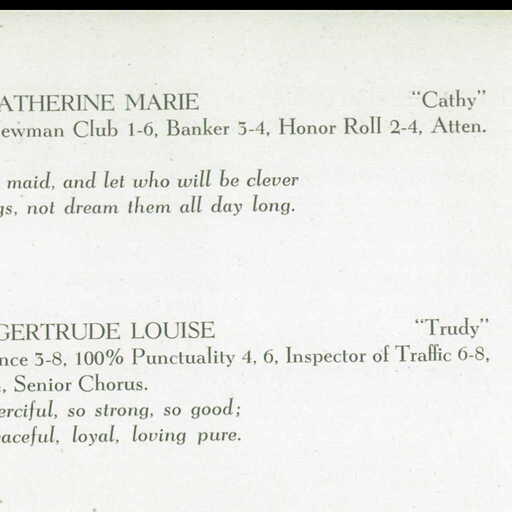 ATHERINE MARIE "Cathy"
ewman Club 1-6, Banker 3-4, Honor Roll 2-4, Atten.
maid, and let who will be clever
gs, not dream them all day long.
GERTRUDE LOUISE "Trudy"
nce 3-8, 100% Punctuality 4, 6, Inspector of Traffic 6-8,
, Senior Chorus.
erciful, so strong, so good;
aceful, loyal, loving pure.